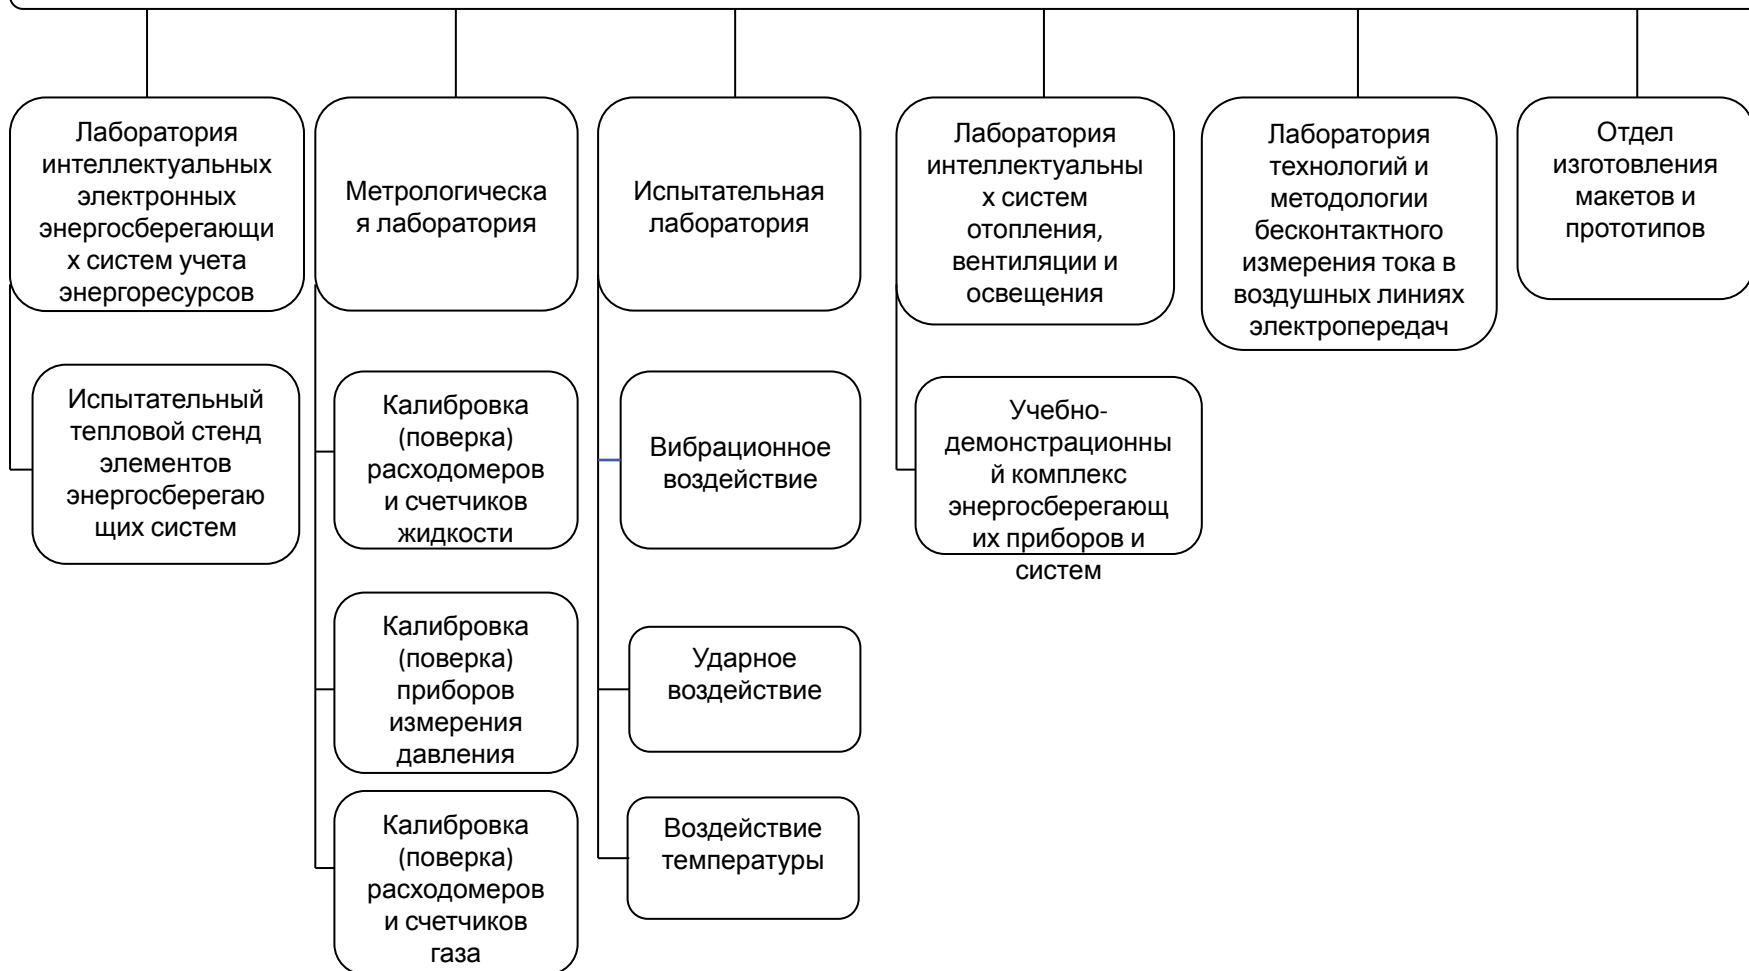 Лаборатория
интеллектуальных
электронных
энергосберегающи
х систем учета
энергоресурсов
Метрологическа
я лаборатория
Испытательная
лаборатория
Лаборатория
интеллектуальны
х систем
отопления,
вентиляции и
освещения
Лаборатория
технологий и
методологии
бесконтактного
измерения тока в
воздушных линиях
электропередач
Отдел
изготовления
макетов и
прототипов
Испытательный
тепловой стенд
элементов
энергосберегаю
щих систем
Калибровка
(поверка)
расходомеров
и счетчиков
жидкости
Вибрационное
воздействие
Учебно-
демонстрационны
й комплекс
энергосберегающ
их приборов и
систем
Калибровка
(поверка)
приборов
измерения
давления
Ударное
воздействие
Калибровка
(поверка)
расходомеров
и счетчиков
газа
Воздействие
температуры